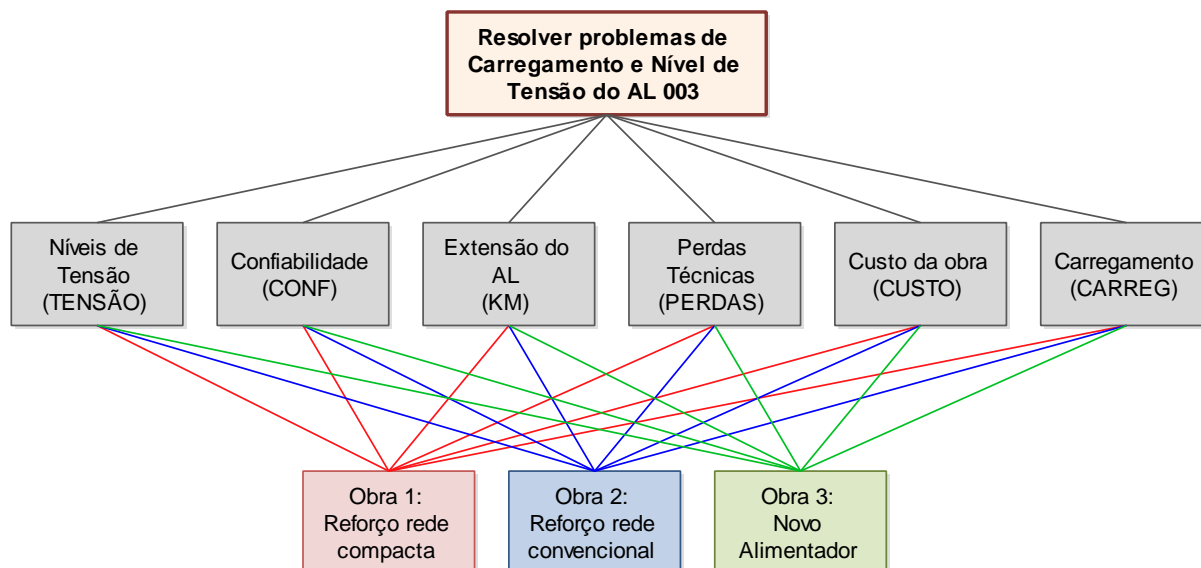 Resolver problemas de
Carregamento e Nível de
Tensão do AL 003
Níveis de
Tensão
(TENSÃO)
Confiabilidade
(CONF)
Extensão do
AL
(KM)
Perdas
Técnicas
(PERDAS)
Custo da obra
(CUSTO)
Carregamento
(CARREG)
Obra 1:
Reforço rede
compacta
Obra 2:
Reforço rede
convencional
Obra 3:
Novo
Alimentador